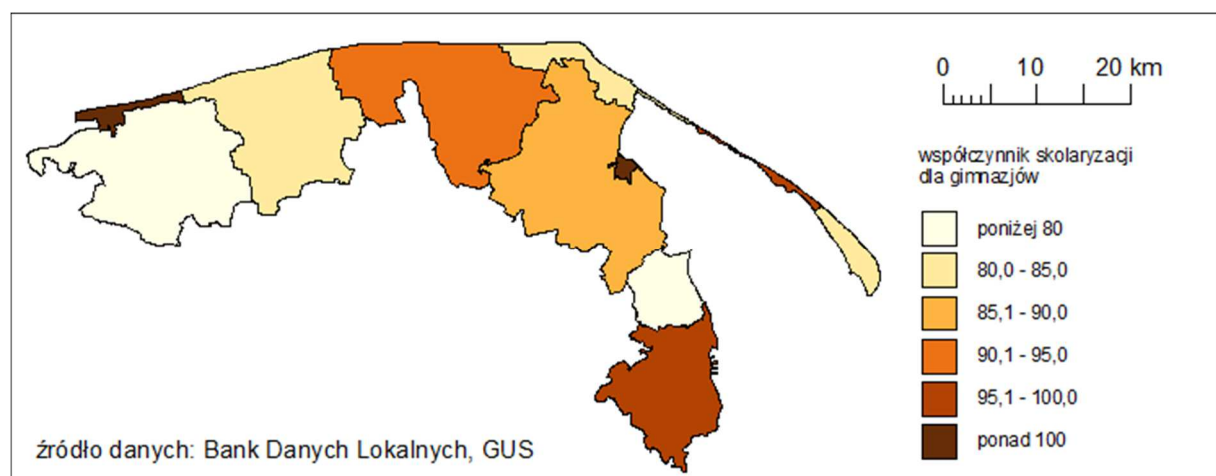 0 10 20 km
współczynnik skolaryzacji
dla gimnazjów
poniżej 80
80,0 - 85,0
85,1 - 90,0
90,1 - 95,0
95,1 - 100,0
ponad 100
źródło danych: Bank Danych Lokalnych, GUS